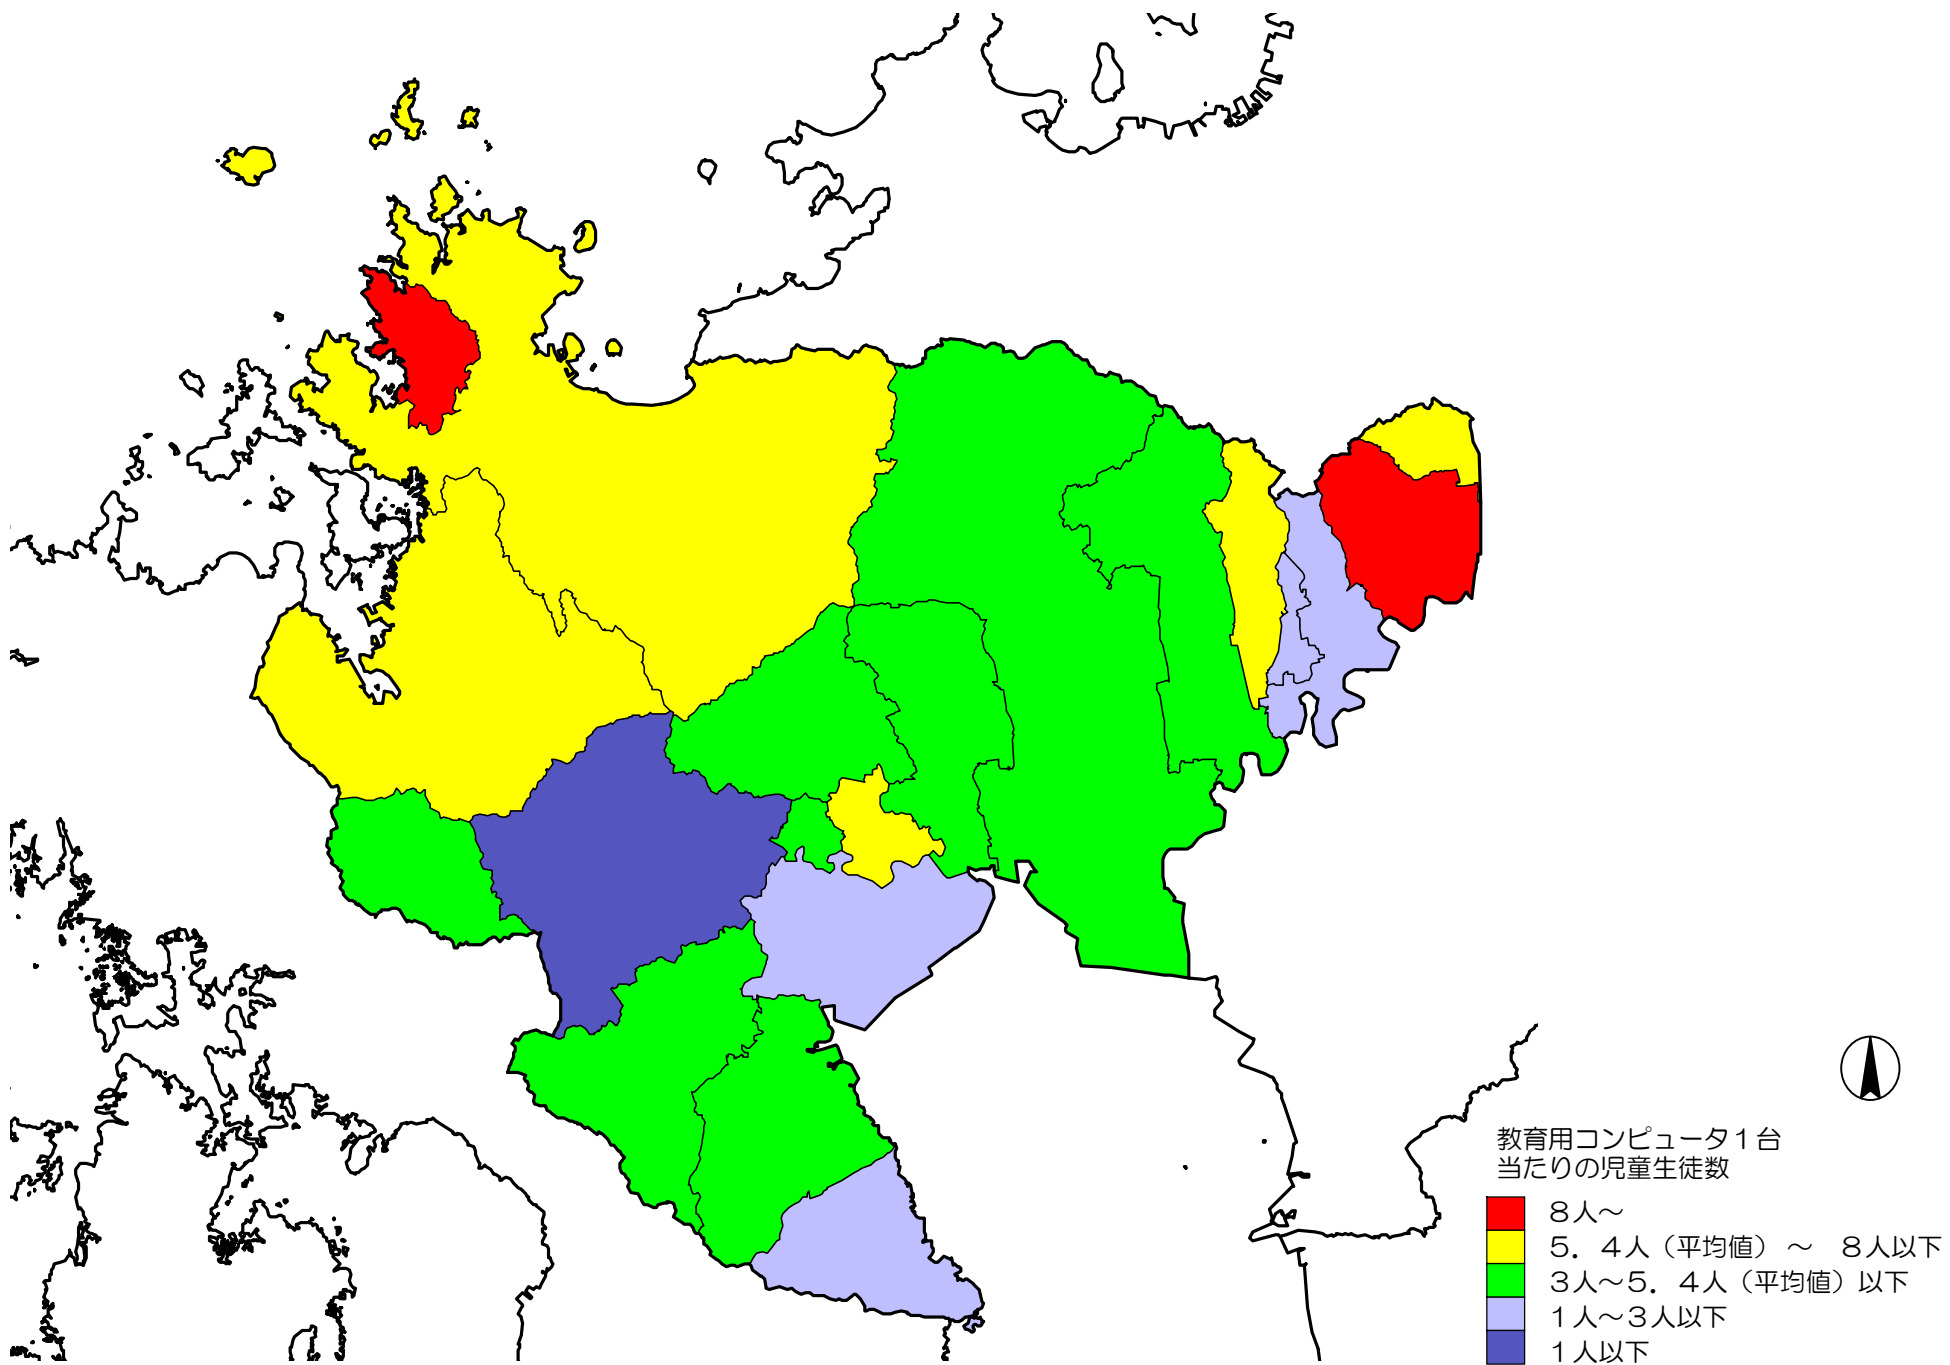 教育用コンピュータ１台
当たりの児童生徒数
８人～
５．４人（平均値）～　８人以下
３人～５．４人（平均値）以下
１人～３人以下
１人以下